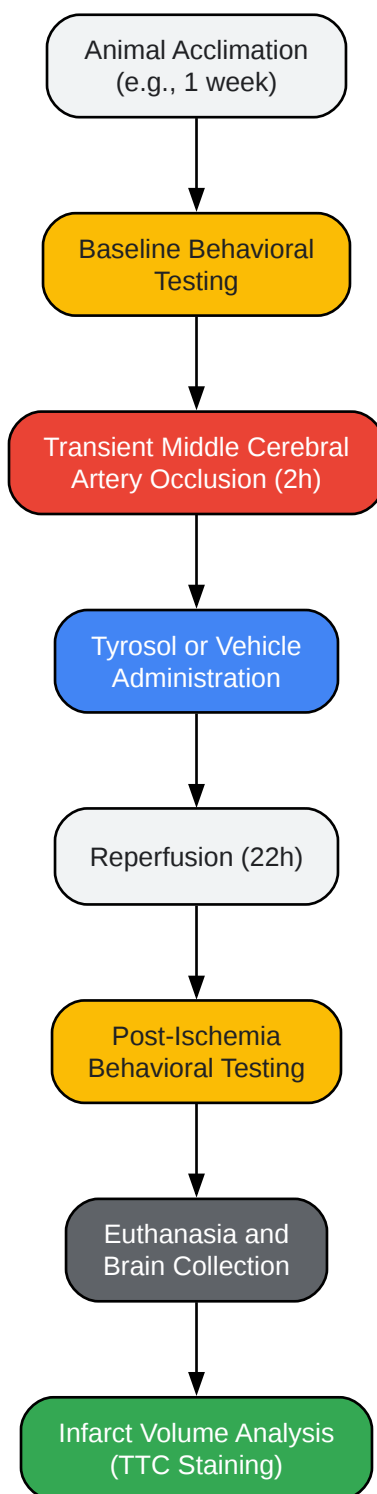 Animal Acclimation
(e.g., 1 week)
Baseline Behavioral
Testing
Transient Middle Cerebral
Artery Occlusion (2h)
Tyrosol or Vehicle
Administration
Reperfusion (22h)
Post-Ischemia
Behavioral Testing
Euthanasia and
Brain Collection
Infarct Volume Analysis
(TTC Staining)